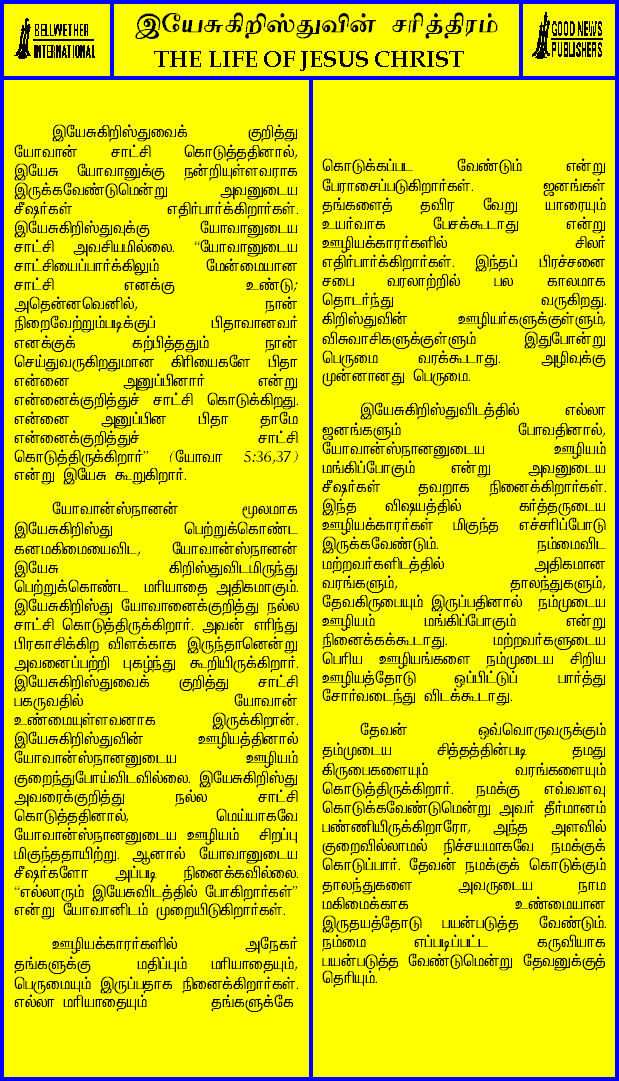 BELLWETHER
INTERNATIONAL
இயேசுகிறிஸ்துவின் சரித்திரம்
THE LIFE OF JESUS CHRIST
GOOD NEWS
PUBLISHERS
இயேசுகிறிஸ்துவைக் குறித்து
யோவான் சாட்சி கொடுத்ததினால்,
இயேசு யோவானுக்கு நன்றியுள்ளவராக
இருக்கவேண்டுமென்று அவனுடைய
சீஷர்கள் எதிர்பார்க்கிறார்கள்.
இயேசுகிறிஸ்துவுக்கு யோவானுடைய
சாட்சி அவசியமில்லை. “யோவானுடைய
சாட்சியைப்பார்க்கிலும் மேன்மையான
சாட்சி எனக்கு உண்டு;
அதென்னவெனில், நான்
நிறைவேற்றும்படிக்குப் பிதாவானவர்
எனக்குக் கற்பித்ததும் நான்
செய்துவருகிறதுமான கிரியைகளே பிதா
என்னை அனுப்பினார் என்று
என்னைக்குறித்துச் சாட்சி கொடுக்கிறது.
என்னை அனுப்பின பிதா தாமே
என்னைக்குறித்துச் சாட்சி
கொடுத்திருக்கிறார்” (யோவா 5:36,37)
என்று இயேசு கூறுகிறார்.
யோவான்ஸ்நானன் மூலமாக
இயேசுகிறிஸ்து பெற்றுக்கொண்ட
கனமகிமையைவிட, யோவான்ஸ்நானன்
இயேசு கிறிஸ்துவிடமிருந்து
பெற்றுக்கொண்ட மரியாதை அதிகமாகும்.
இயேசுகிறிஸ்து யோவானைக்குறித்து நல்ல
சாட்சி கொடுத்திருக்கிறார். அவன் எரிந்து
பிரகாசிக்கிற விளக்காக இருந்தானென்று
அவனைப்பற்றி புகழ்ந்து கூறியிருக்கிறார்.
இயேசுகிறிஸ்துவைக் குறித்து சாட்சி
பகருவதில் யோவான்
உண்மையுள்ளவனாக இருக்கிறான்.
இயேசுகிறிஸ்துவின் ஊழியத்தினால்
யோவான்ஸ்நானனுடைய ஊழியம்
குறைந்துபோய்விடவில்லை. இயேசுகிறிஸ்து
அவரைக்குறித்து நல்ல சாட்சி
கொடுத்ததினால், மெய்யாகவே
யோவான்ஸ்நானனுடைய ஊழியம் சிறப்பு
மிகுந்ததாயிற்று. ஆனால் யோவானுடைய
சீஷர்களோ அப்படி நினைக்கவில்லை.
“எல்லாரும் இயேசுவிடத்தில் போகிறார்கள்”
என்று யோவானிடம் முறையிடுகிறார்கள்.
ஊழியக்காரர்களில் அநேகர்
தங்களுக்கு மதிப்பும் மரியாதையும்,
பெருமையும் இருப்பதாக நினைக்கிறார்கள்.
எல்லா மரியாதையும் தங்களுக்கே
கொடுக்கப்பட வேண்டும் என்று
பேராசைப்படுகிறார்கள். ஜனங்கள்
தங்களைத் தவிர வேறு யாரையும்
உயர்வாக பேசக்கூடாது என்று
ஊழியக்காரர்களில் சிலர்
எதிர்பார்க்கிறார்கள். இந்தப் பிரச்சனை
சபை வரலாற்றில் பல காலமாக
தொடர்ந்து வருகிறது.
கிறிஸ்துவின் ஊழியர்களுக்குள்ளும்,
விசுவாசிகளுக்குள்ளும் இதுபோன்று
பெருமை வரக்கூடாது. அழிவுக்கு
முன்னானது பெருமை.
இயேசுகிறிஸ்துவிடத்தில் எல்லா
ஜனங்களும் போவதினால்,
யோவான்ஸ்நானனுடைய ஊழியம்
மங்கிப்போகும் என்று அவனுடைய
சீஷர்கள் தவறாக நினைக்கிறார்கள்.
இந்த விஷயத்தில் கர்த்தருடைய
ஊழியக்காரர்கள் மிகுந்த எச்சரிப்போடு
இருக்கவேண்டும். நம்மைவிட
மற்றவர்களிடத்தில் அதிகமான
வரங்களும், தாலந்துகளும்,
தேவகிருபையும் இருப்பதினால் நம்முடைய
ஊழியம் மங்கிப்போகும் என்று
நினைக்கக்கூடாது. மற்றவர்களுடைய
பெரிய ஊழியங்களை நம்முடைய சிறிய
ஊழியத்தோடு ஒப்பிட்டுப் பார்த்து
சோர்வடைந்து விடக்கூடாது.
தேவன் ஒவ்வொருவருக்கும்
தம்முடைய சித்தத்தின்படி தமது
கிருபைகளையும் வரங்களையும்
கொடுத்திருக்கிறார். நமக்கு எவ்வளவு
கொடுக்கவேண்டுமென்று அவர் தீர்மானம்
பண்ணியிருக்கிறாரோ, அந்த அளவில்
குறைவில்லாமல் நிச்சயமாகவே நமக்குக்
கொடுப்பார். தேவன் நமக்குக் கொடுக்கும்
தாலந்துகளை அவருடைய நாம
மகிமைக்காக உண்மையான
இருதயத்தோடு பயன்படுத்த வேண்டும்.
நம்மை எப்படிப்பட்ட கருவியாக
பயன்படுத்த வேண்டுமென்று தேவனுக்குத்
தெரியும்.